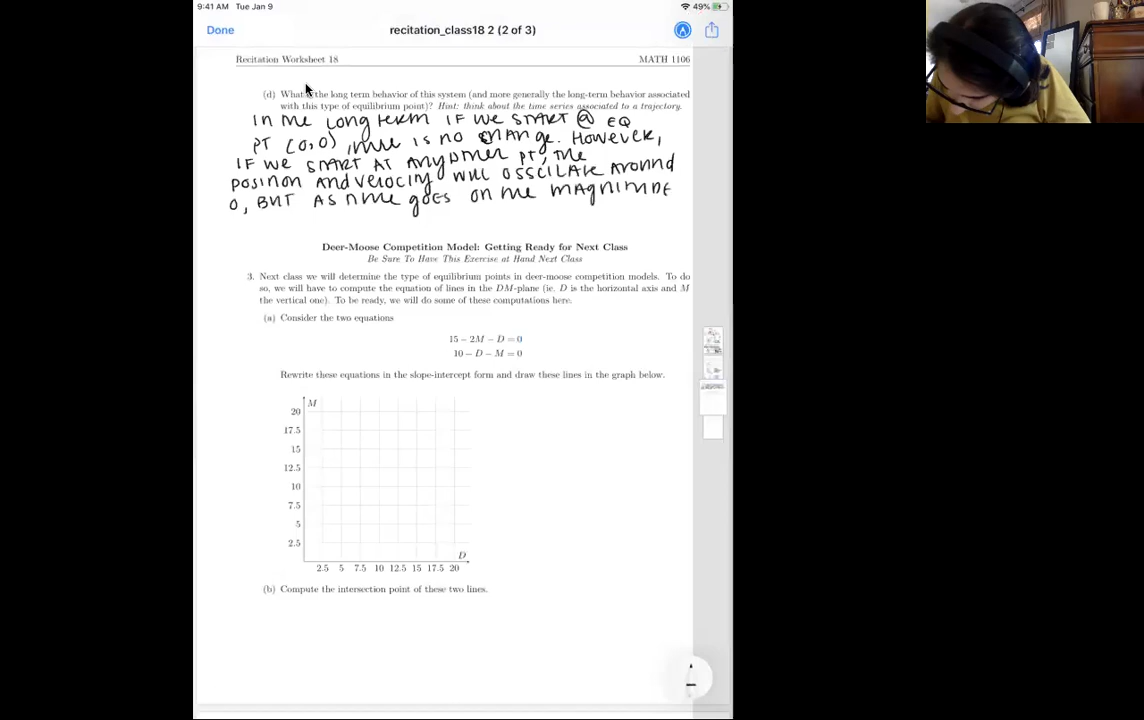 9:41 AM Tue Jan 9
49%
Done
recitation_class18 2 (2 of 3)
Recitation Worksheet 18
MATH 1106
(d) What is the long term behavior of this system (and more generally the long-term behavior associated
with this type of equilibrium point)? Hint: think about the time series associated to a trajectory.
IN the LONG term IF WE START @ EQ
PT (0,0), there IS NO change. However,
IF WE START AT ANY other PT, the
position AND velocity WILL OSSCILATE AROUND
0, BUT AS time goes on the MAGNITUDE
Deer-Moose Competition Model: Getting Ready for Next Class
Be Sure To Have This Exercise at Hand Next Class
3. Next class we will determine the type of equilibrium points in deer-moose competition models. To do
so, we will have to compute the equation of lines in the DM-plane (ie. D is the horizontal axis and M
the vertical one). To be ready, we will do some of these computations here.
(a) Consider the two equations
15 − 2M − D = 0
10 − D − M = 0
Rewrite these equations in the slope-intercept form and draw these lines in the graph below.
M
20
17.5
15
12.5
10
7.5
5
2.5
D
2.5 5 7.5 10 12.5 15 17.5 20
(b) Compute the intersection point of these two lines.